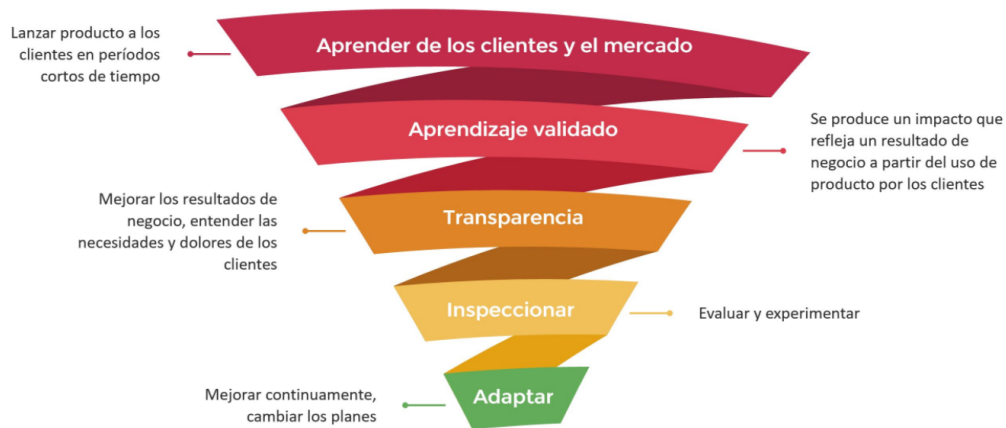 Lanzar producto a los
clientes en períodos
cortos de tiempo
Aprender de los clientes y el mercado
Aprendizaje validado
Se produce un impacto que
refleja un resultado de
negocio a partir del uso de
producto por los clientes
Mejorar los resultados de
negocio, entender las
necesidades y dolores de los
clientes
Transparencia
Inspeccionar
Evaluar y experimentar
Mejorar continuamente,
cambiar los planes
Adaptar